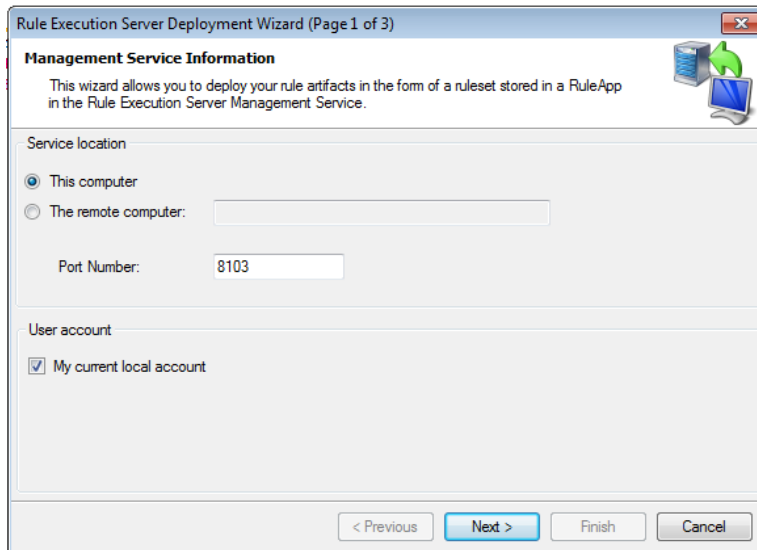 Rule Execution Server Deployment Wizard (Page 1 of 3)
Management Service Information
This wizard allows you to deploy your rule artifacts in the form of a ruleset stored in a RuleApp
in the Rule Execution Server Management Service.
Service location
This computer
The remote computer:
Port Number: 8103
User account
My current local account
< Previous Next > Finish Cancel